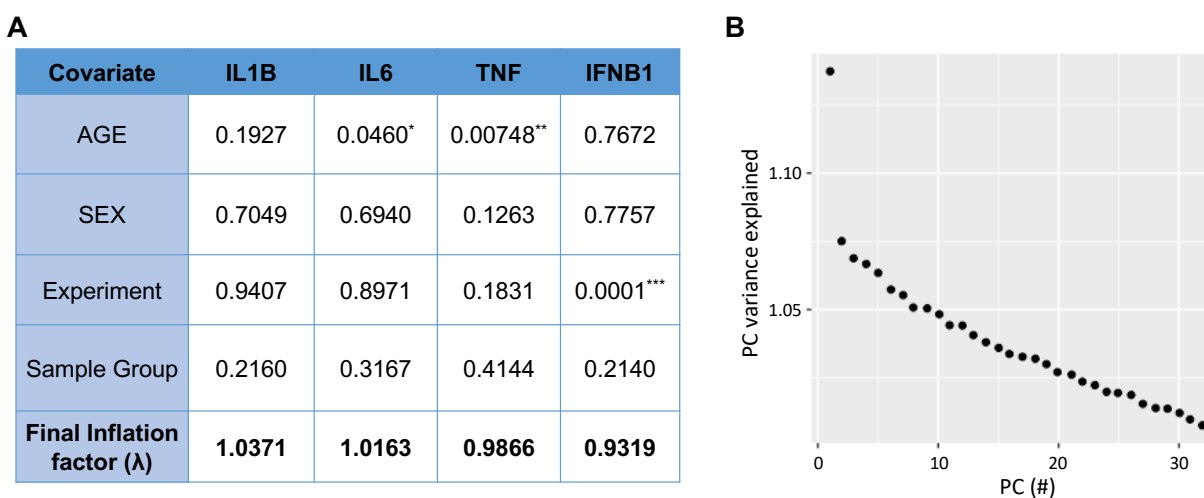 A
Covariate IL1B IL6 TNF IFNB1
AGE 0.1927 0.0460* 0.00748** 0.7672
SEX 0.7049 0.6940 0.1263 0.7757
Experiment 0.9407 0.8971 0.1831 0.0001***
Sample Group 0.2160 0.3167 0.4144 0.2140
Final Inflation
factor (λ) 1.0371 1.0163 0.9866 0.9319
B
PC variance explained
1.10
1.05
1.00
0 10 20 30
PC (#)